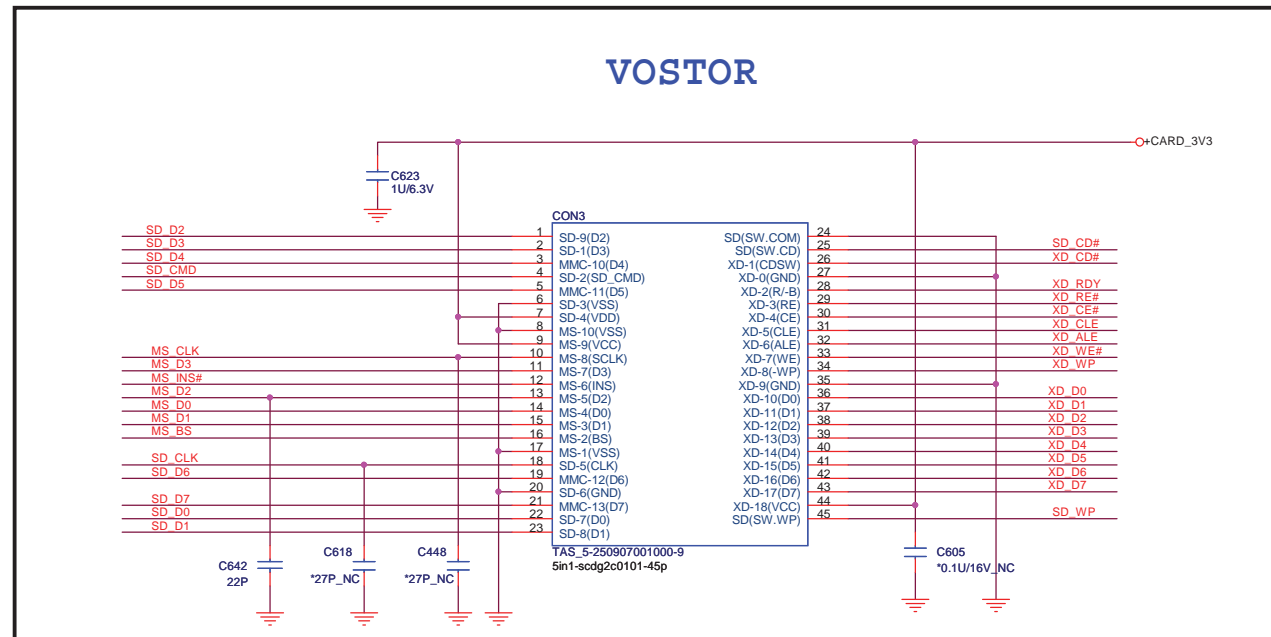 VOSTOR
+CARD_3V3
C623
1U/6.3V
CON3
SD_D2 1 SD-9(D2) SD(SW.COM) 24
SD_D3 2 SD-1(D3) SD(SW.CD) 25 SD_CD#
SD_D4 3 MMC-10(D4) XD-1(CDSW) 26 XD_CD#
SD_CMD 4 SD-2(SD_CMD) XD-0(GND) 27
SD_D5 5 MMC-11(D5) XD-2(R/-B) 28 XD_RDY
6 SD-3(VSS) XD-3(RE) 29 XD_RE#
7 SD-4(VDD) XD-4(CE) 30 XD_CE#
8 MS-10(VSS) XD-5(CLE) 31 XD_CLE
9 MS-9(VCC) XD-6(ALE) 32 XD_ALE
MS_CLK 10 MS-8(SCLK) XD-7(WE) 33 XD_WE#
MS_D3 11 MS-7(D3) XD-8(-WP) 34 XD_WP
MS_INS# 12 MS-6(INS) XD-9(GND) 35
MS_D2 13 MS-5(D2) XD-10(D0) 36 XD_D0
MS_D0 14 MS-4(D0) XD-11(D1) 37 XD_D1
MS_D1 15 MS-3(D1) XD-12(D2) 38 XD_D2
MS_BS 16 MS-2(BS) XD-13(D3) 39 XD_D3
17 MS-1(VSS) XD-14(D4) 40 XD_D4
SD_CLK 18 SD-5(CLK) XD-15(D5) 41 XD_D5
SD_D6 19 MMC-12(D6) XD-16(D6) 42 XD_D6
20 SD-6(GND) XD-17(D7) 43 XD_D7
SD_D7 21 MMC-13(D7) XD-18(VCC) 44
SD_D0 22 SD-7(D0) SD(SW.WP) 45 SD_WP
SD_D1 23 SD-8(D1)
TAS_5-250907001000-9
5in1-scdg2c0101-45p
C642
22P
C618
*27P_NC
C448
*27P_NC
C605
*0.1U/16V_NC